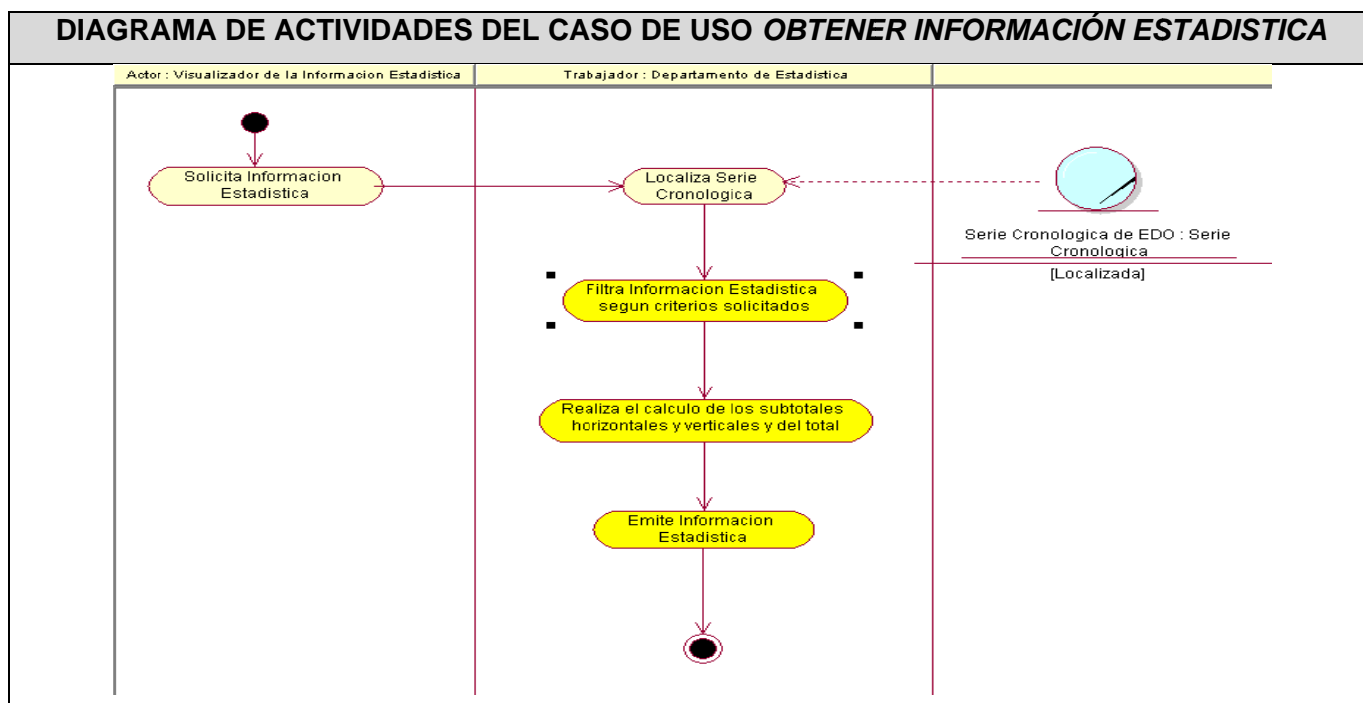 DIAGRAMA DE ACTIVIDADES DEL CASO DE USO OBTENER INFORMACIÓN ESTADISTICA
Actor : Visualizador de la Informacion Estadistica
Trabajador : Departamento de Estadistica
Solicita Informacion
Estadistica
Localiza Serie
Cronologica
Serie Cronologica de EDO : Serie
Cronologica
[Localizada]
Filtra Informacion Estadistica
segun criterios solicitados
Realiza el calculo de los subtotales
horizontales y verticales y del total
Emite Informacion
Estadistica